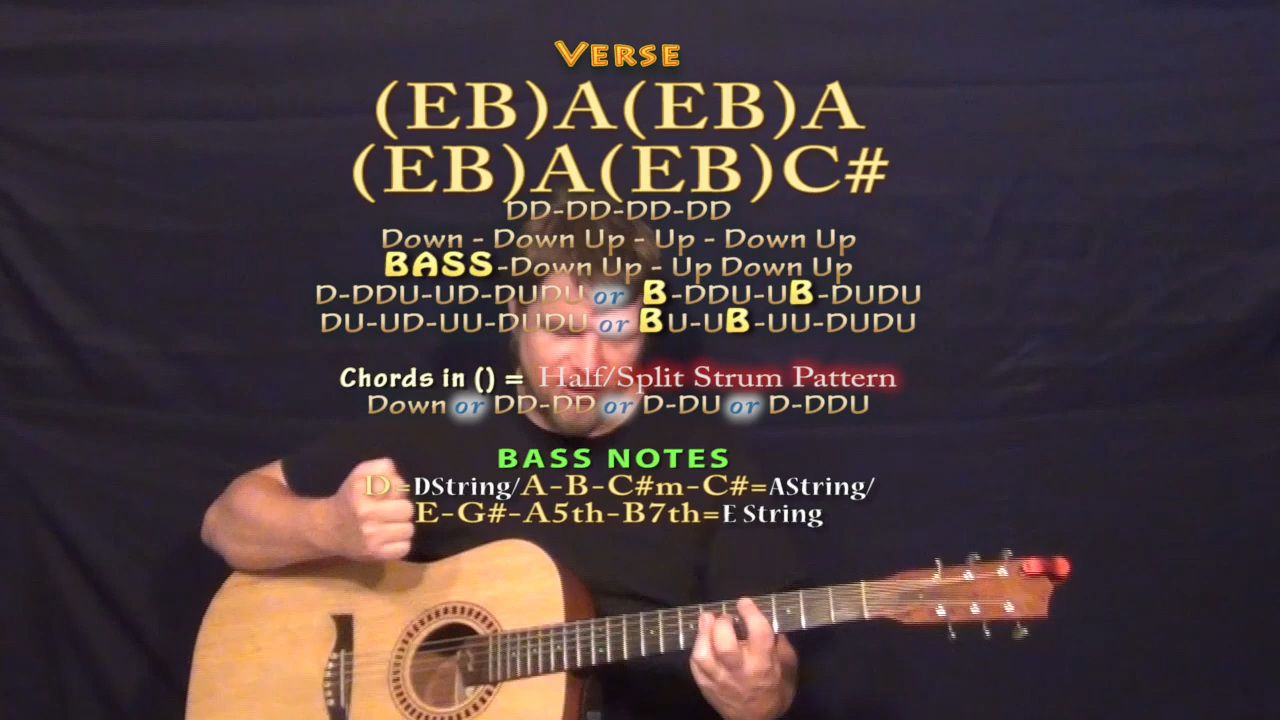 VERSE
(EB)A(EB)A
(EB)A(EB)C#
DD-DD-DD-DD
Down - Down Up - Up - Down Up
BASS-Down Up - Up Down Up
D-DDU-UD-DUDU or B-DDU-UB-DUDU
DU-UD-UU-DUDU or BU-UB-UU-DUDU
Chords in () = Half/Split Strum Pattern
Down or DD-DD or D-DU or D-DDU
BASS NOTES
D=DString/A-B-C#m-C#=AString/
E-G#-A5th-B7th=E String